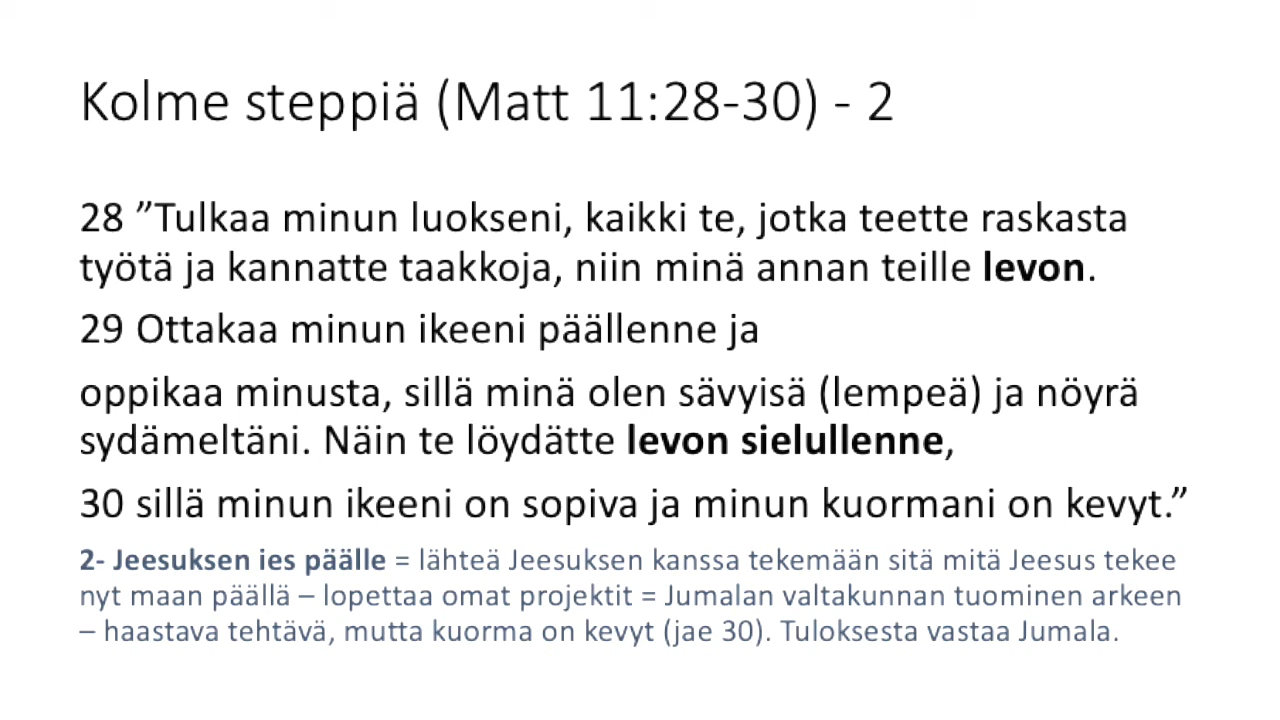 Kolme steppiä (Matt 11:28-30) - 2
28 ”Tulkaa minun luokseni, kaikki te, jotka teette raskasta
työtä ja kannatte taakkoja, niin minä annan teille levon.
29 Ottakaa minun ikeeni päällenne ja
oppikaa minusta, sillä minä olen sävyisä (lempeä) ja nöyrä
sydämeltäni. Näin te löydätte levon sielullenne,
30 sillä minun ikeeni on sopiva ja minun kuormani on kevyt.”
2- Jeesuksen ies päälle = lähteä Jeesuksen kanssa tekemään sitä mitä Jeesus tekee
nyt maan päällä – lopettaa omat projektit = Jumalan valtakunnan tuominen arkeen
– haastava tehtävä, mutta kuorma on kevyt (jae 30). Tuloksesta vastaa Jumala.